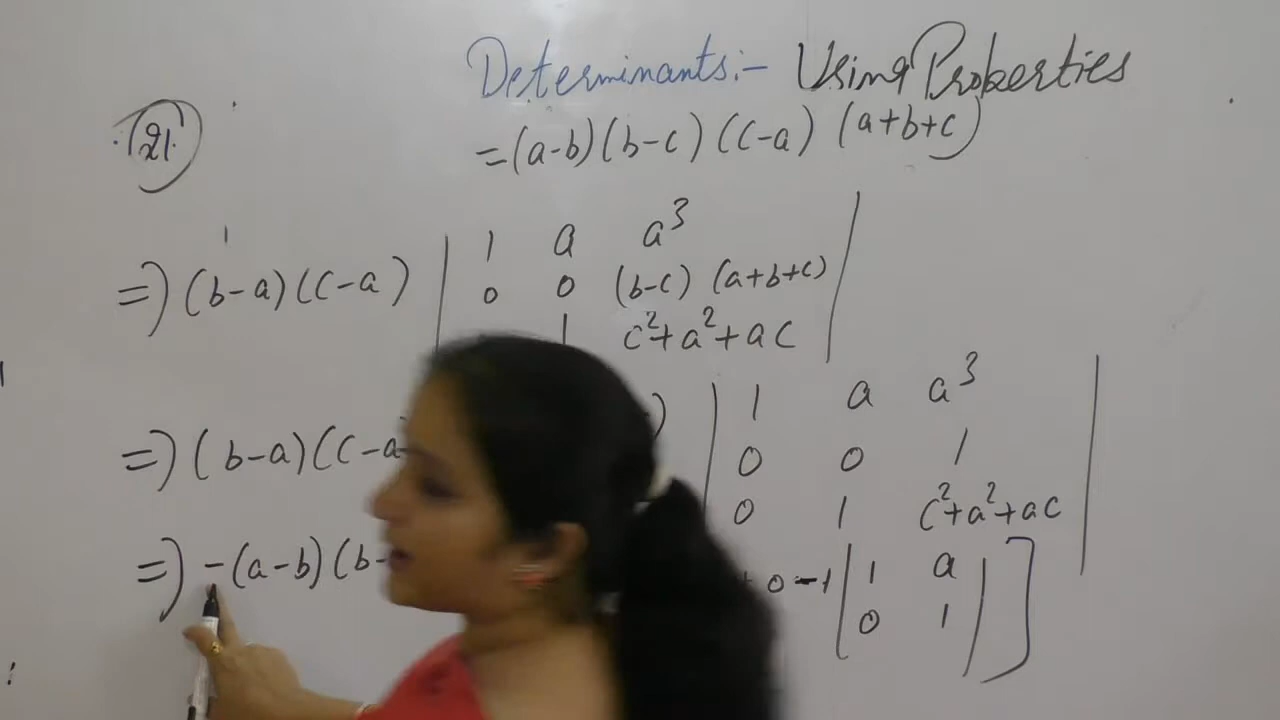 Determinants:- Using Properties
21.
=(a-b)(b-c)(c-a) (a+b+c)
=) (b-a)(c-a) | 1 a a³ |
| 0 0 (b-c) (a+b+c) |
1 c²+a²+ac
=) (b-a)(c-a ) | 1 a a³ |
| 0 0 1 |
| 0 1 c²+a²+ac |
=) -(a-b)(b- 0 -1 | 1 a | ]
| 0 1 | ]